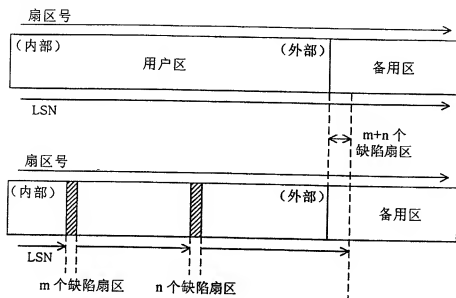 扇区号
(内部) 用户区 (外部) 备用区
LSN
m+n 个
缺陷扇区
扇区号
(内部) (外部) 备用区
LSN
m 个缺陷扇区 n 个缺陷扇区